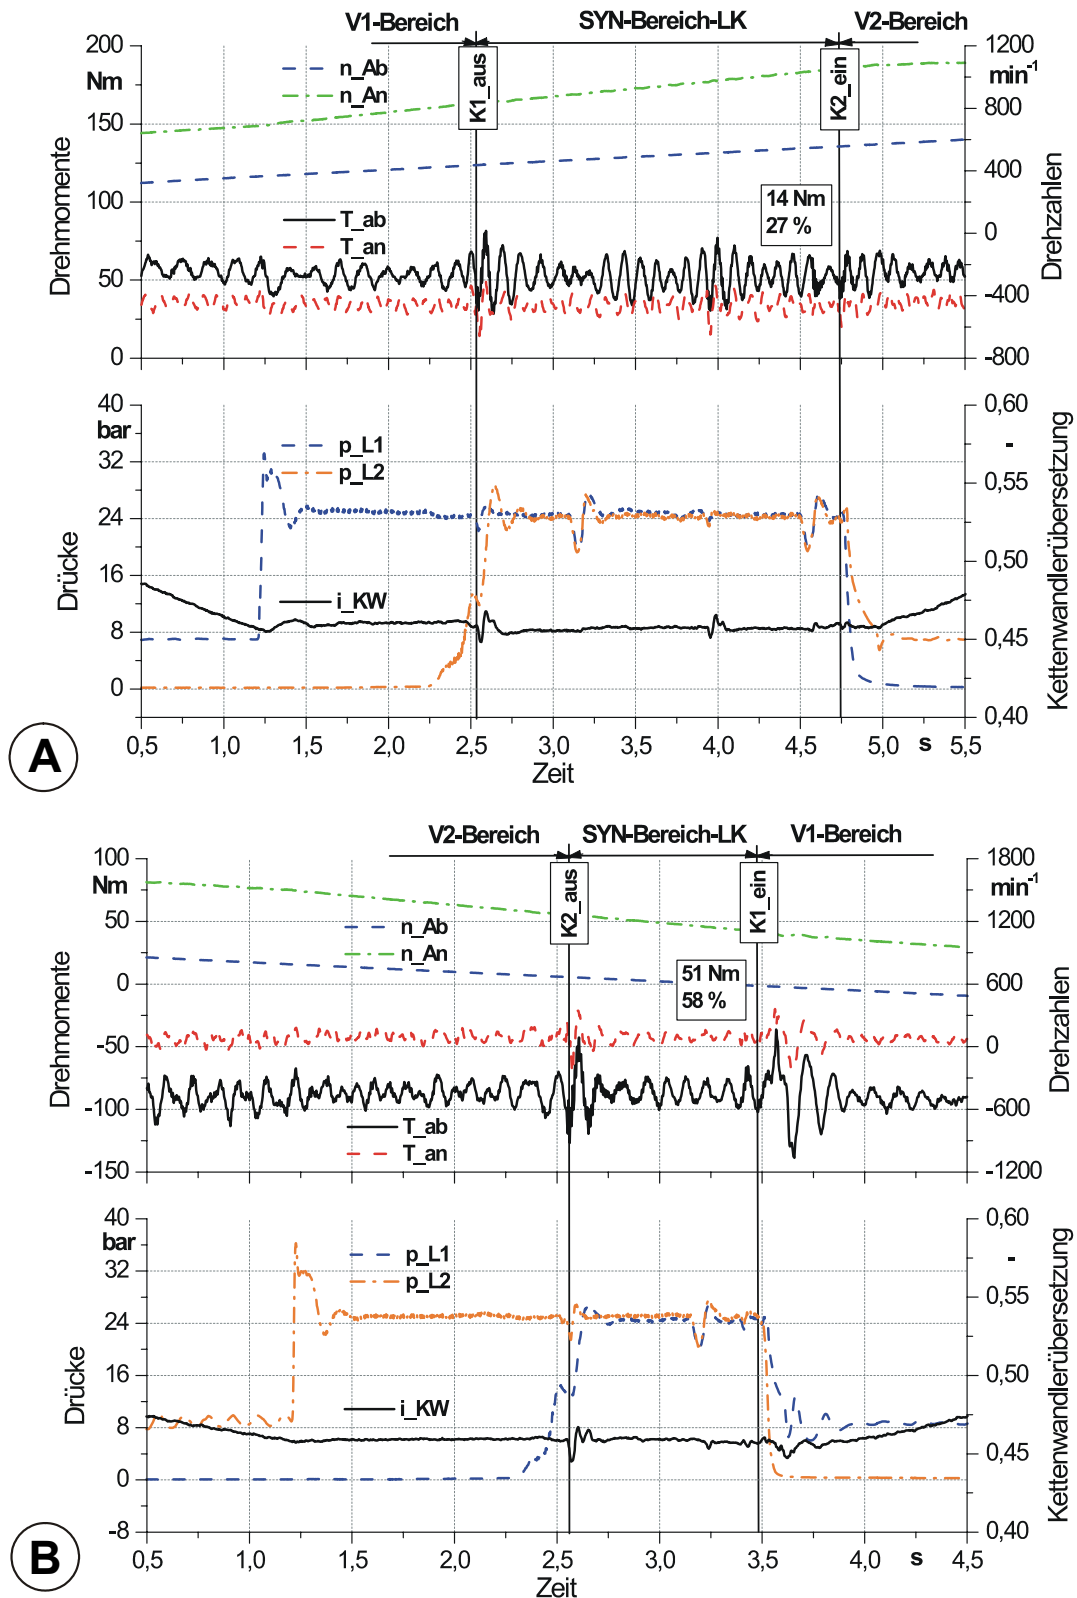 V1-Bereich SYN-Bereich-LK V2-Bereich
200 1200
Nm min-1
n_Ab
n_An
K1_aus K2_ein
150 800
400
100
T_ab
T_an
14 Nm
27 %
0
50 -400
0 -800
Drehmomente
Drehzahlen
40 0,60
bar -
p_L1
p_L2
32 0,55
24
0,50
16
i_KW
8 0,45
0
0,40
Drücke
Kettenwandlerübersetzung
0,5 1,0 1,5 2,0 2,5 3,0 3,5 4,0 4,5 5,0 s 5,5
Zeit
A
V2-Bereich SYN-Bereich-LK V1-Bereich
100 1800
Nm min-1
K2_aus K1_ein
50 1200
n_Ab
n_An
51 Nm
58 %
0 600
-50 0
-100 -600
T_ab
T_an
-150 -1200
Drehmomente
Drehzahlen
40 0,60
bar -
p_L1
p_L2
32 0,55
24
16 0,50
i_KW
8 0,45
0
-8 0,40
Drücke
Kettenwandlerübersetzung
0,5 1,0 1,5 2,0 2,5 3,0 3,5 4,0 s 4,5
Zeit
B